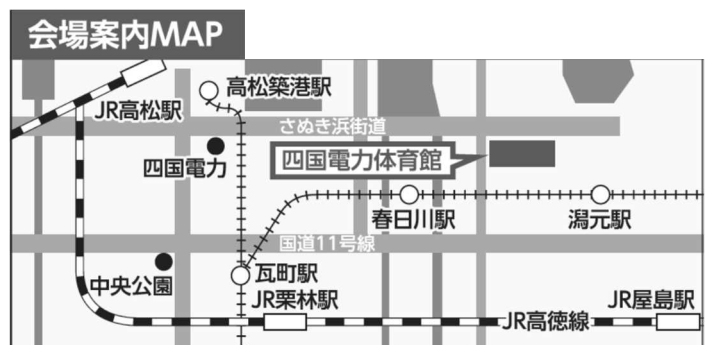 会場案内MAP
高松築港駅
JR高松駅
さぬき浜街道
四国電力
四国電力体育館
春日川駅
潟元駅
国道11号線
中央公園
瓦町駅
JR栗林駅
JR屋島駅
JR高徳線